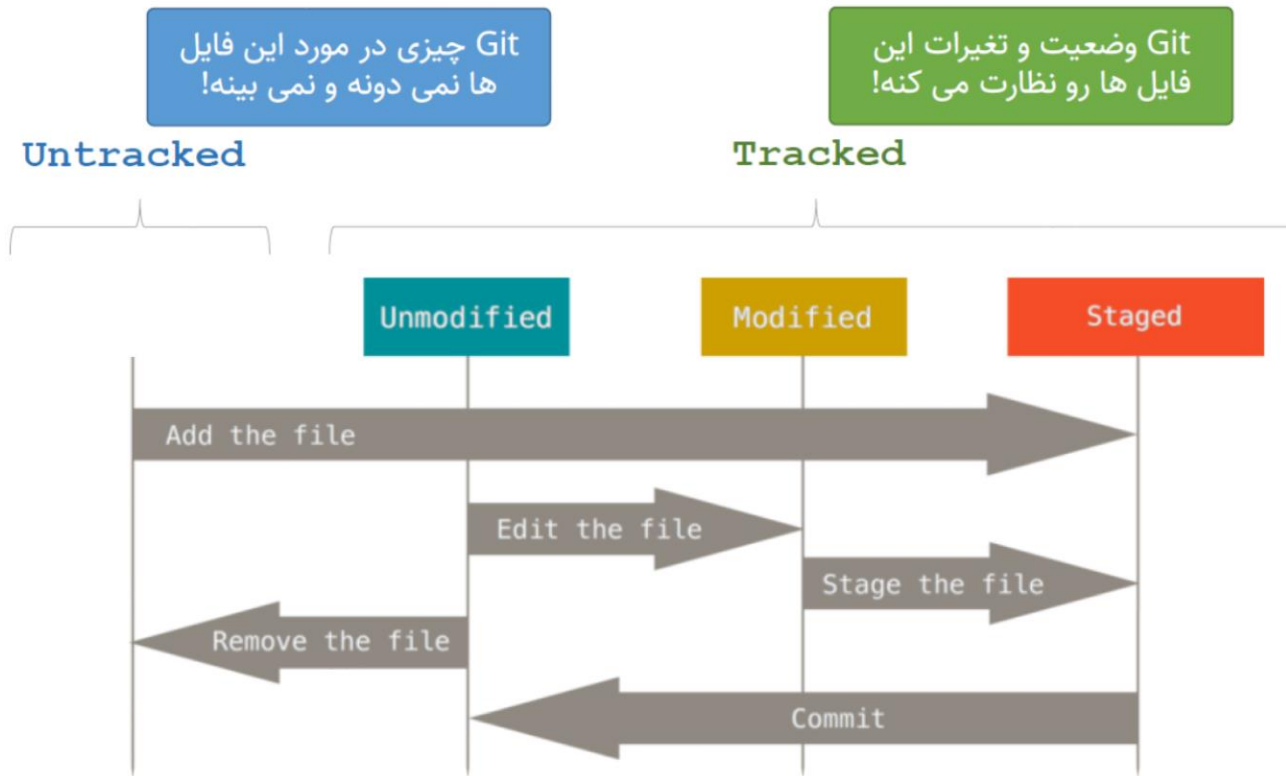 Git چیزی در مورد این فایل
ها نمی دونه و نمی بینه!
Git وضعیت و تغیرات این
فایل ها رو نظارت می کنه!
Untracked
Tracked
Unmodified
Modified
Staged
Add the file
Edit the file
Stage the file
Remove the file
Commit